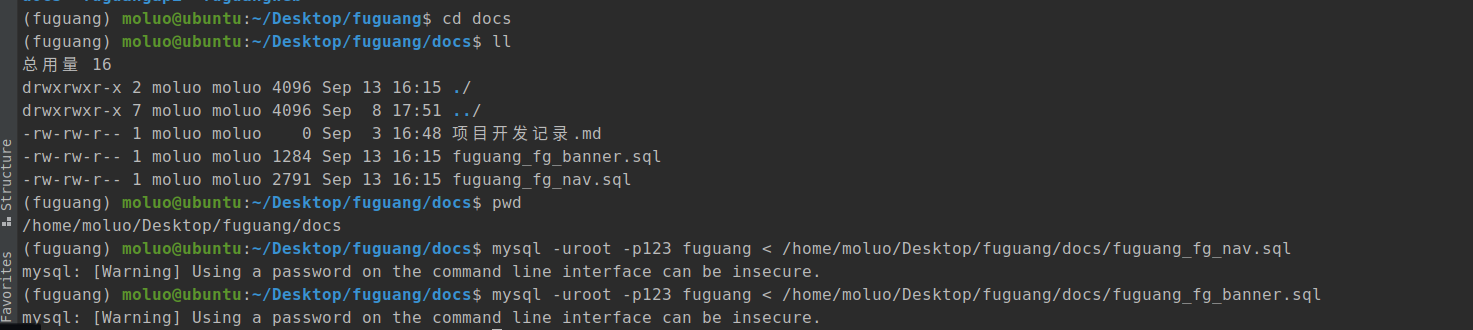 (fuguang) moluo@ubuntu:~/Desktop/fuguang$ cd docs
(fuguang) moluo@ubuntu:~/Desktop/fuguang/docs$ ll
总用量 16
drwxrwxr-x 2 moluo moluo 4096 Sep 13 16:15 ./
drwxrwxr-x 7 moluo moluo 4096 Sep  8 17:51 ../
-rw-rw-r-- 1 moluo moluo    0 Sep  3 16:48 项目开发记录.md
-rw-rw-r-- 1 moluo moluo 1284 Sep 13 16:15 fuguang_fg_banner.sql
-rw-rw-r-- 1 moluo moluo 2791 Sep 13 16:15 fuguang_fg_nav.sql
(fuguang) moluo@ubuntu:~/Desktop/fuguang/docs$ pwd
/home/moluo/Desktop/fuguang/docs
(fuguang) moluo@ubuntu:~/Desktop/fuguang/docs$ mysql -uroot -p123 fuguang < /home/moluo/Desktop/fuguang/docs/fuguang_fg_nav.sql
mysql: [Warning] Using a password on the command line interface can be insecure.
(fuguang) moluo@ubuntu:~/Desktop/fuguang/docs$ mysql -uroot -p123 fuguang < /home/moluo/Desktop/fuguang/docs/fuguang_fg_banner.sql
mysql: [Warning] Using a password on the command line interface can be insecure.
Structure
Favorites